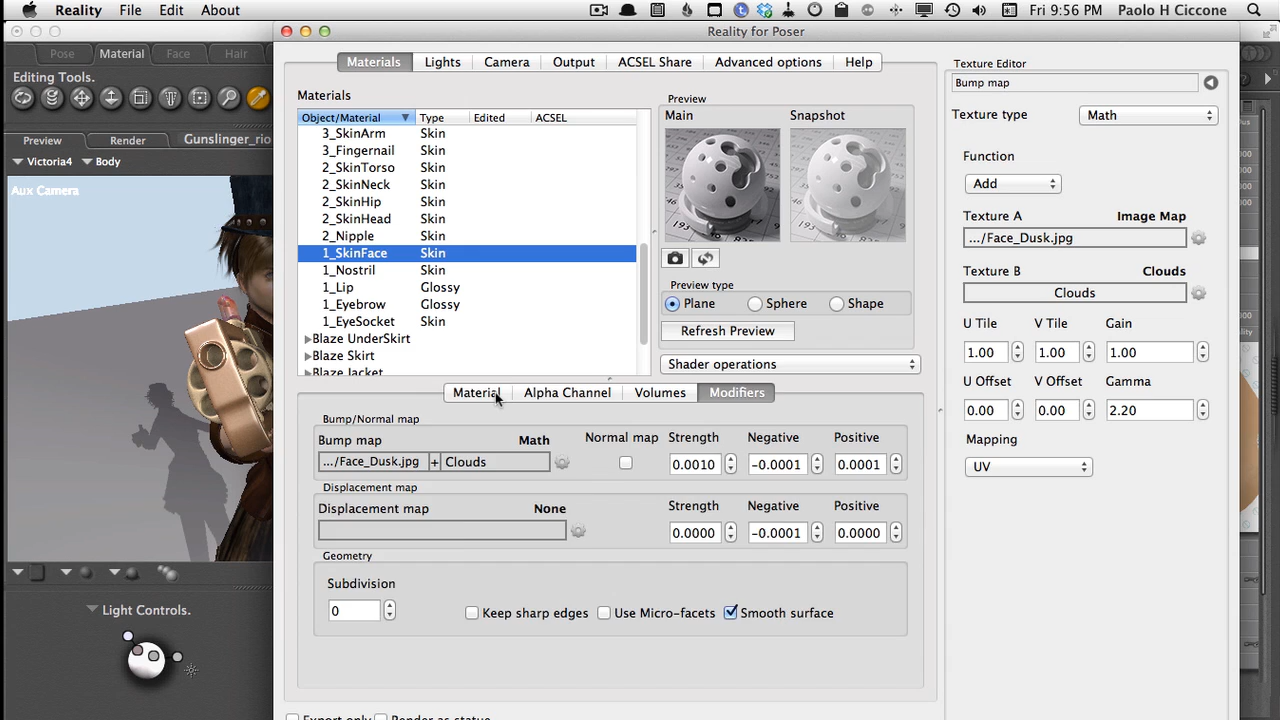 Reality File Edit About Fri 9:56 PM Paolo H Ciccone
Reality for Poser
Pose Material Face Hair
Editing Tools.
Preview Render Gunslinger_rio
Victoria4 Body
Aux Camera
Light Controls.
Materials Lights Camera Output ACSEL Share Advanced options Help
Materials
Object/Material Type Edited ACSEL
3_SkinArm Skin
3_Fingernail Skin
2_SkinTorso Skin
2_SkinNeck Skin
2_SkinHip Skin
2_SkinHead Skin
2_Nipple Skin
1_SkinFace Skin
1_Nostril Skin
1_Lip Glossy
1_Eyebrow Glossy
1_EyeSocket Skin
Blaze UnderSkirt
Blaze Skirt
Blaze Jacket
Preview
Main Snapshot
Preview type
Plane Sphere Shape
Refresh Preview
Shader operations
Material Alpha Channel Volumes Modifiers
Bump/Normal map
Bump map Math Normal map Strength Negative Positive
.../Face_Dusk.jpg + Clouds 0.0010 -0.0001 0.0001
Displacement map
Displacement map None Strength Negative Positive
0.0000 -0.0001 0.0000
Geometry
Subdivision
0 Keep sharp edges Use Micro-facets Smooth surface
Export only Render as statue
Texture Editor
Bump map
Texture type Math
Function
Add
Texture A Image Map
.../Face_Dusk.jpg
Texture B Clouds
Clouds
U Tile V Tile Gain
1.00 1.00 1.00
U Offset V Offset Gamma
0.00 0.00 2.20
Mapping
UV